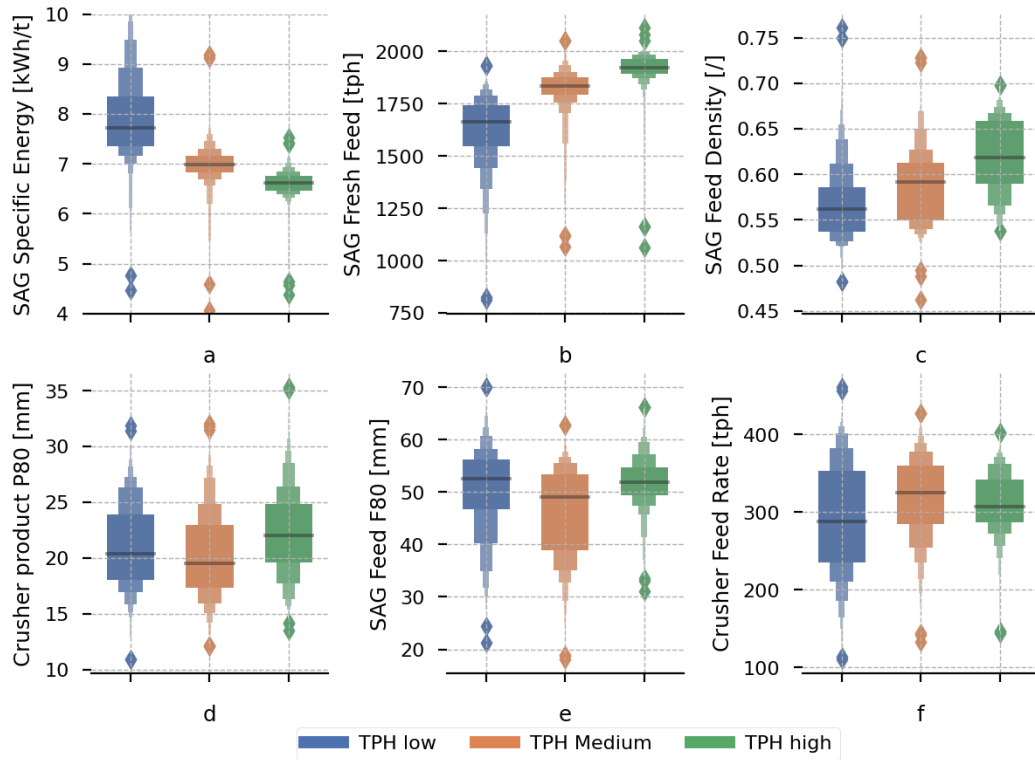 SAG Specific Energy [kWh/t]
10
9
8
7
6
5
4
a
SAG Fresh Feed [tph]
2000
1750
1500
1250
1000
750
b
SAG Feed Density [/]
0.75
0.70
0.65
0.60
0.55
0.50
0.45
c
Crusher product P80 [mm]
35
30
25
20
15
10
d
SAG Feed F80 [mm]
70
60
50
40
30
20
e
Crusher Feed Rate [tph]
400
300
200
100
f
TPH low TPH Medium TPH high